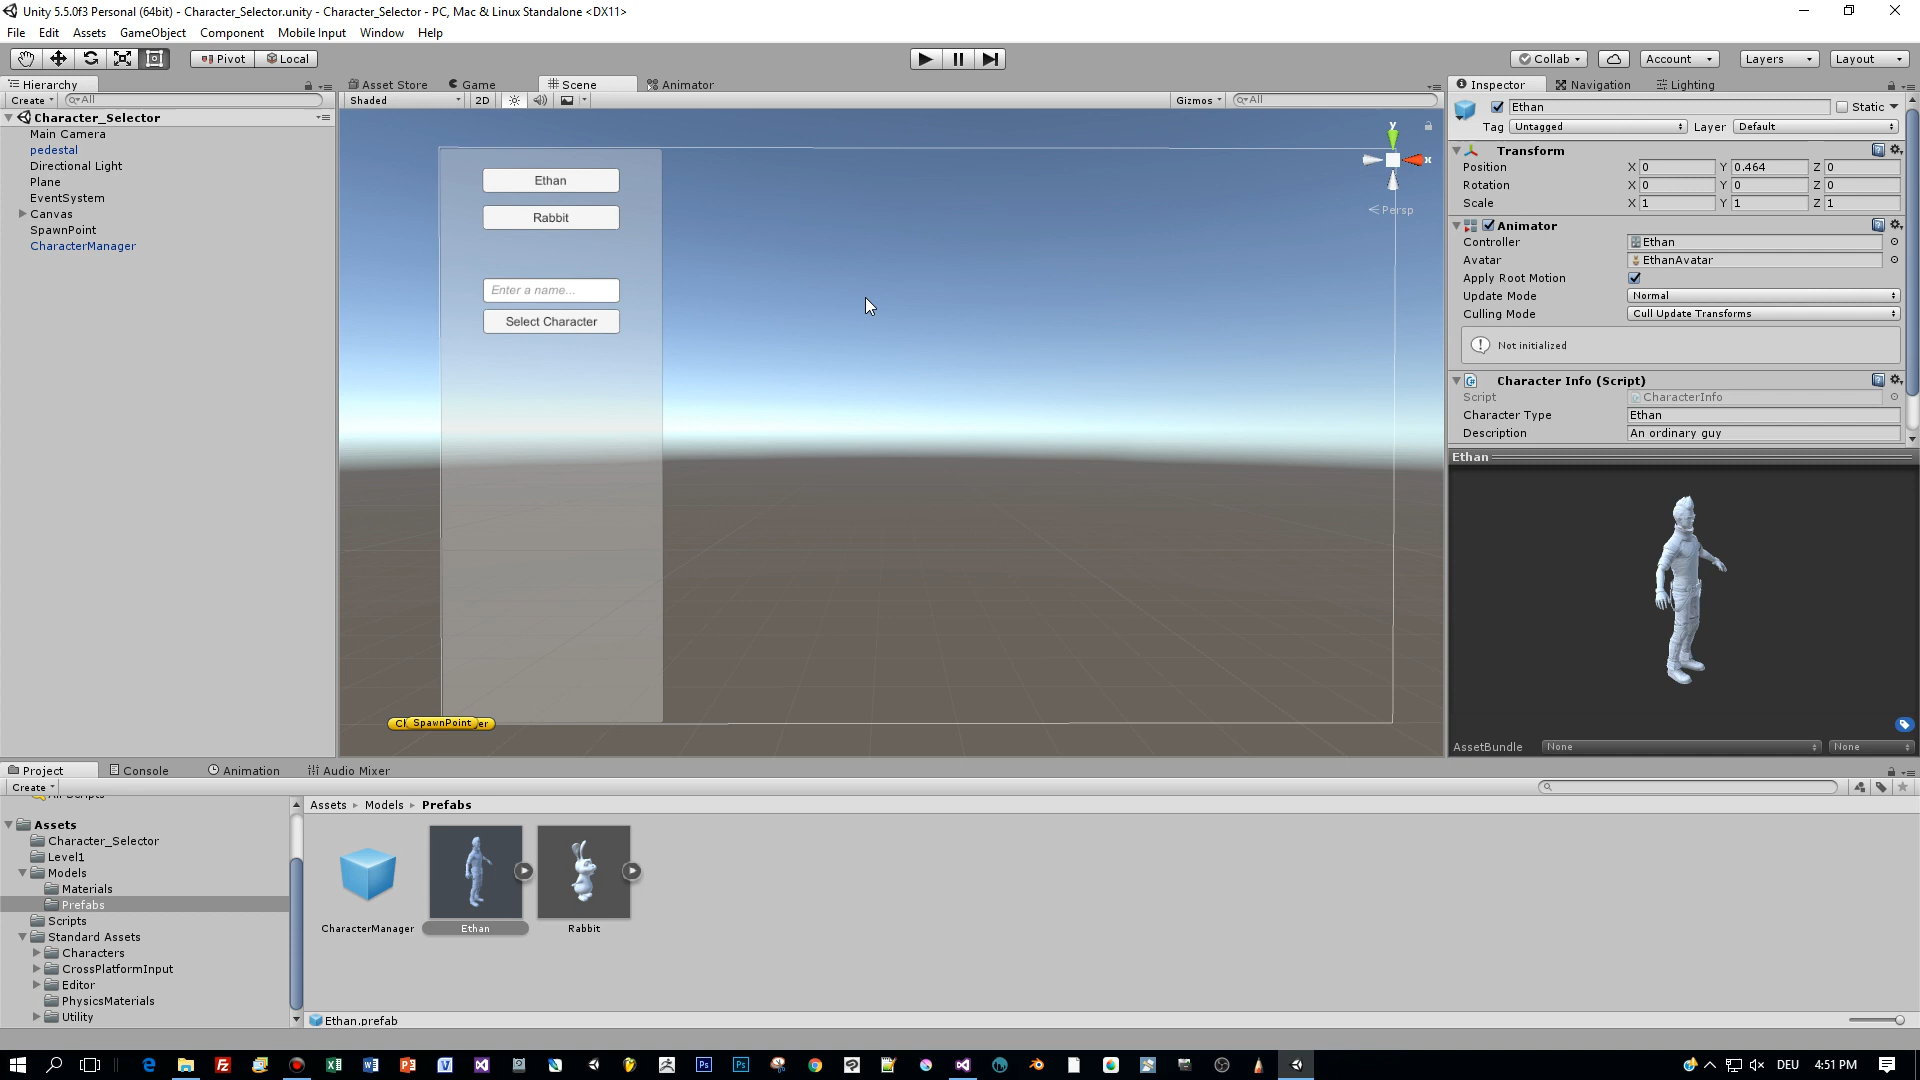 Unity 5.5.0f3 Personal (64bit) - Character_Selector.unity - Character_Selector - PC, Mac & Linux Standalone <DX11>
File Edit Assets GameObject Component Mobile Input Window Help
Pivot Local Collab Account Layers Layout
Hierarchy
Create All
Character_Selector
Main Camera
pedestal
Directional Light
Plane
EventSystem
Canvas
SpawnPoint
CharacterManager
Asset Store Game Scene Animator
Shaded 2D Gizmos All
y
x
Persp
Ethan
Rabbit
Enter a name...
Select Character
SpawnPoint
Inspector Navigation Lighting
Ethan Static
Tag Untagged Layer Default
Transform
Position X 0 Y 0.464 Z 0
Rotation X 0 Y 0 Z 0
Scale X 1 Y 1 Z 1
Animator
Controller Ethan
Avatar EthanAvatar
Apply Root Motion
Update Mode Normal
Culling Mode Cull Update Transforms
Not initialized
Character Info (Script)
Script CharacterInfo
Character Type Ethan
Description An ordinary guy
Ethan
AssetBundle None None
Project Console Animation Audio Mixer
Create
All Scripts
Assets
Character_Selector
Level1
Models
Materials
Prefabs
Scripts
Standard Assets
Characters
CrossPlatformInput
Editor
PhysicsMaterials
Utility
Assets Models Prefabs
CharacterManager Ethan Rabbit
Ethan.prefab
DEU 4:51 PM